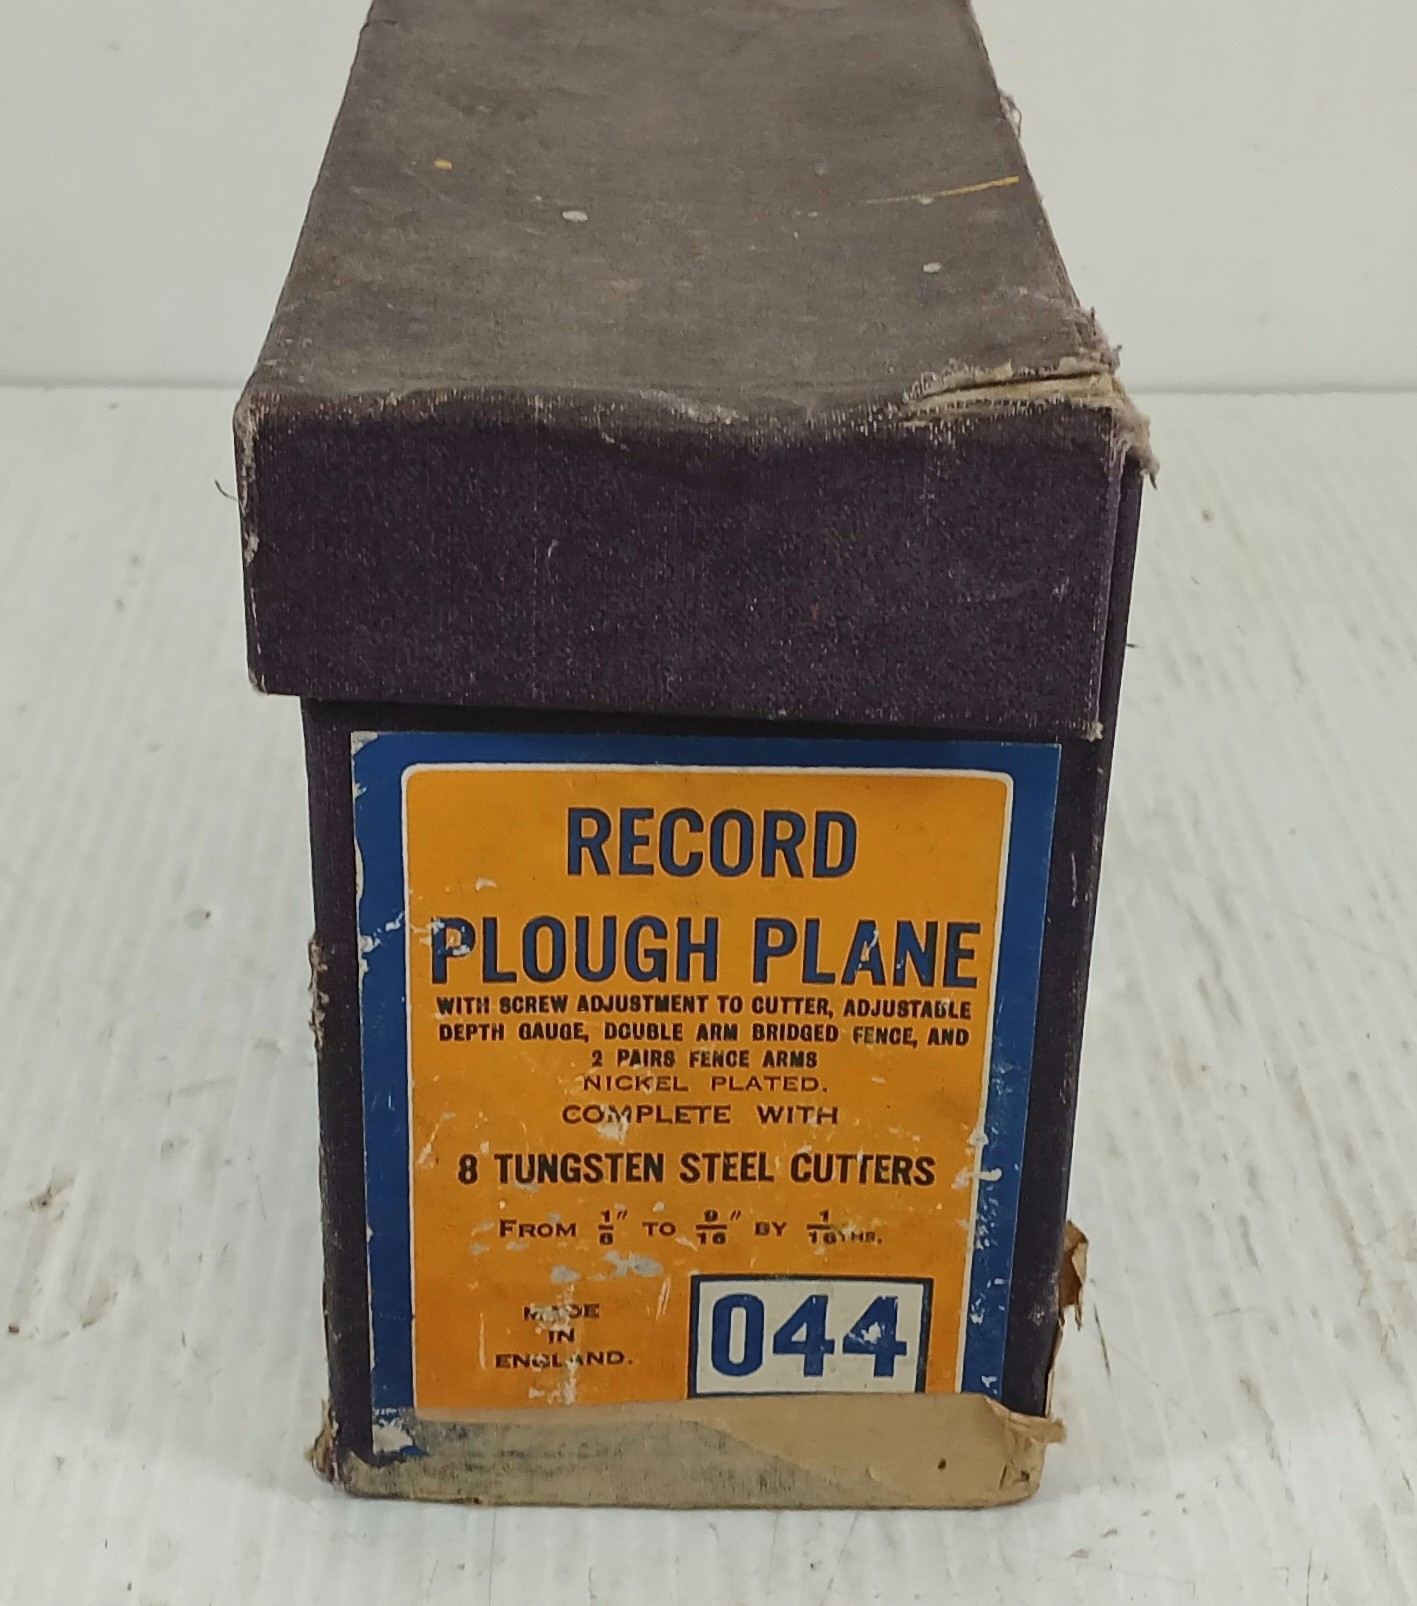 RECORD
PLOUGH PLANE
WITH SCREW ADJUSTMENT TO CUTTER, ADJUSTABLE
DEPTH GAUGE, DOUBLE ARM BRIDGED FENCE, AND
2 PAIRS FENCE ARMS
NICKEL PLATED.
COMPLETE WITH
8 TUNGSTEN STEEL CUTTERS
FROM 1/8" TO 9/16" BY 1/16THS.
MADE
IN
ENGLAND.
044